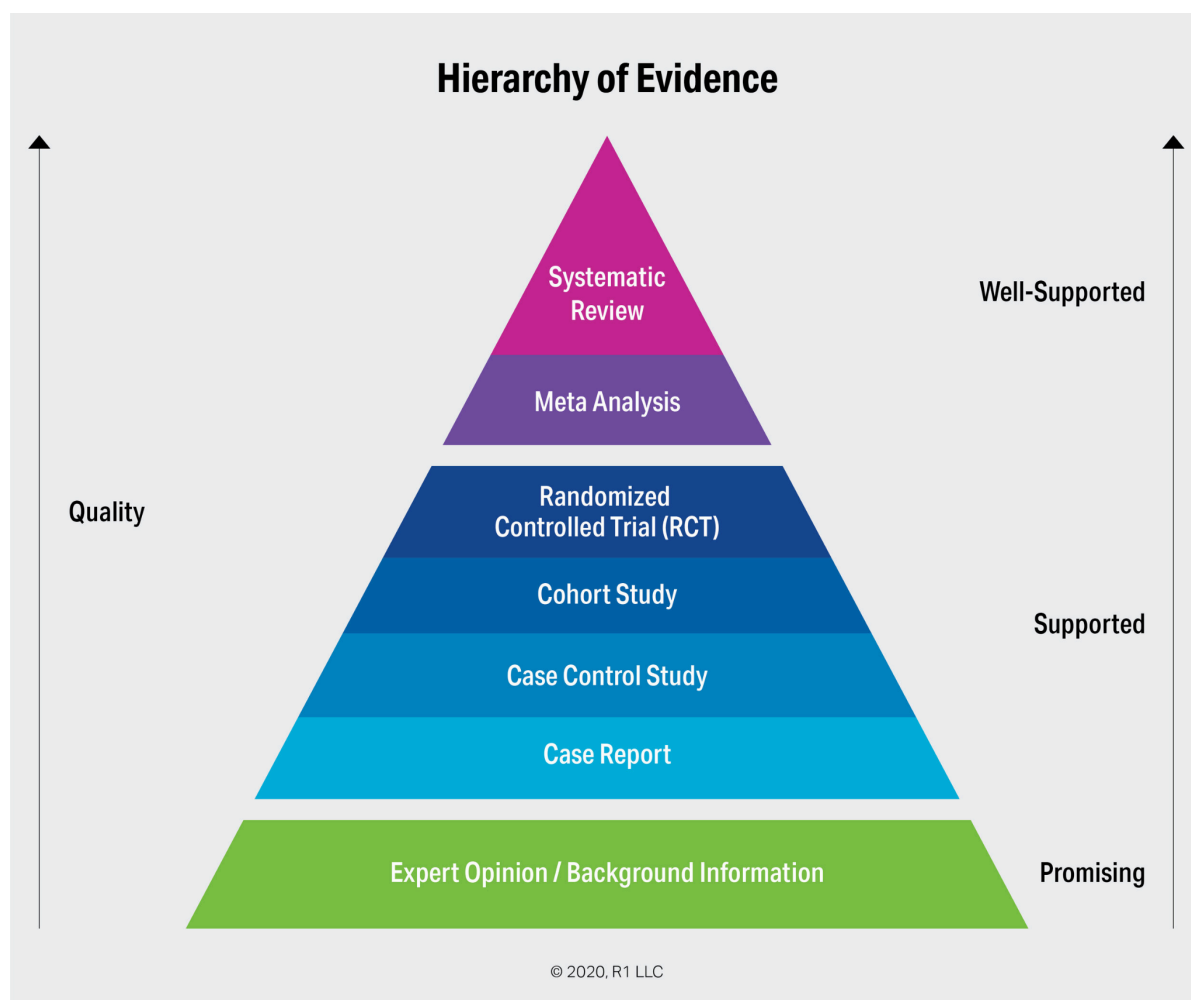 Hierarchy of Evidence
Systematic
Review
Well-Supported
Meta Analysis
Quality
Randomized
Controlled Trial (RCT)
Cohort Study
Supported
Case Control Study
Case Report
Expert Opinion / Background Information
Promising
© 2020, R1 LLC